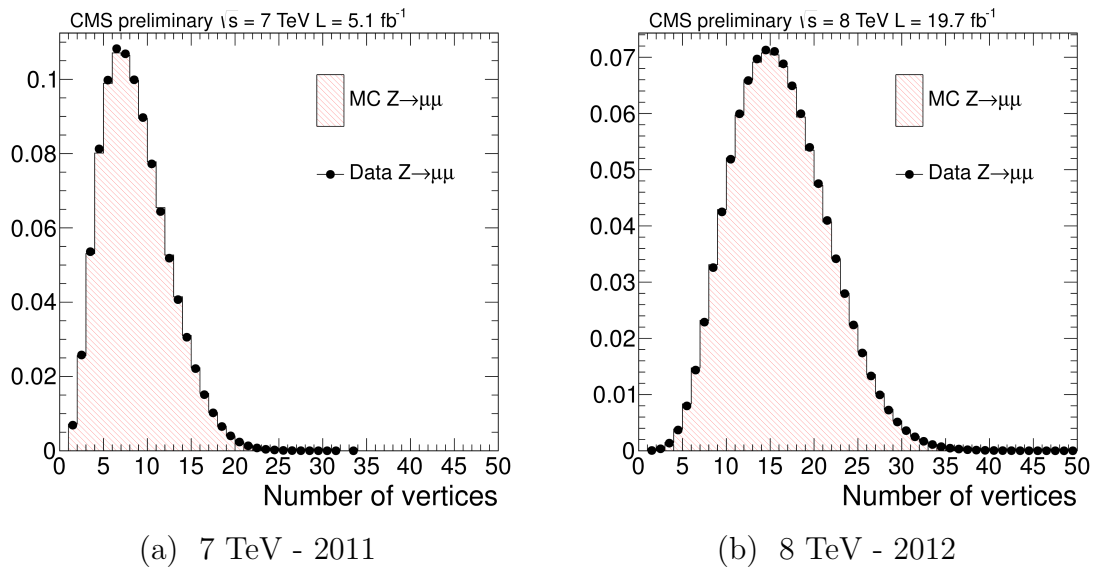 CMS preliminary √s = 7 TeV L = 5.1 fb⁻¹
0.1
0.08
0.06
0.04
0.02
0
MC Z→μμ
Data Z→μμ
0 5 10 15 20 25 30 35 40 45 50
Number of vertices
(a) 7 TeV - 2011
CMS preliminary √s = 8 TeV L = 19.7 fb⁻¹
0.07
0.06
0.05
0.04
0.03
0.02
0.01
0
MC Z→μμ
Data Z→μμ
0 5 10 15 20 25 30 35 40 45 50
Number of vertices
(b) 8 TeV - 2012